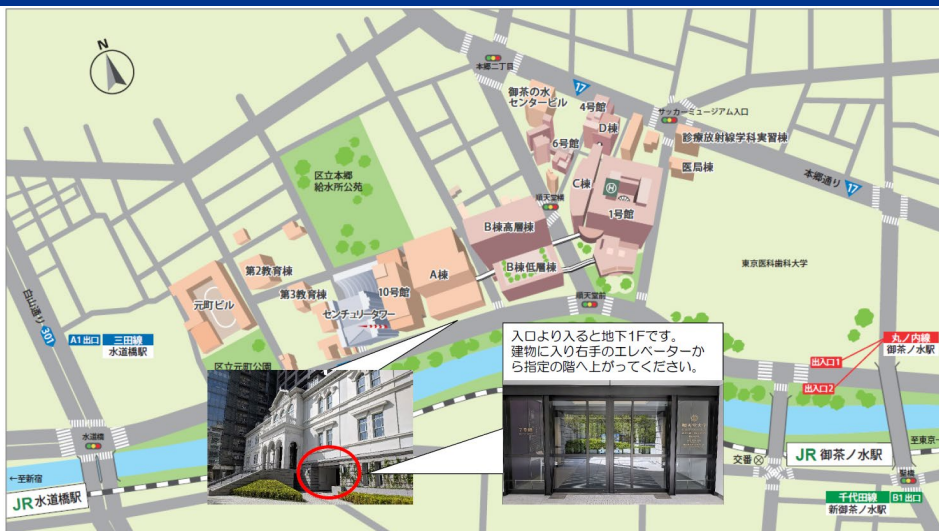 N
本郷二丁目
17
御茶の水
センタービル
4号館
D棟
サッカーミュージアム入口
6号館
診療放射線学科実習棟
医局棟
C棟
H
本郷通り
17
区立本郷
給水所公苑
順天堂横
1号館
B棟高層棟
B棟低層棟
A棟
東京医科歯科大学
第2教育棟
元町ビル
第3教育棟
10号館
センチュリータワー
順天堂前
白山通り
301
A1出口
三田線
水道橋駅
区立元町公園
入口より入ると地下1Fです。
建物に入り右手のエレベーターか
ら指定の階へ上がってください。
丸ノ内線
御茶ノ水駅
出入口1
出入口2
水道橋
←至新宿
JR水道橋駅
交番
JR 御茶ノ水駅
至東京→
聖橋
千代田線
新御茶ノ水駅
B1出口